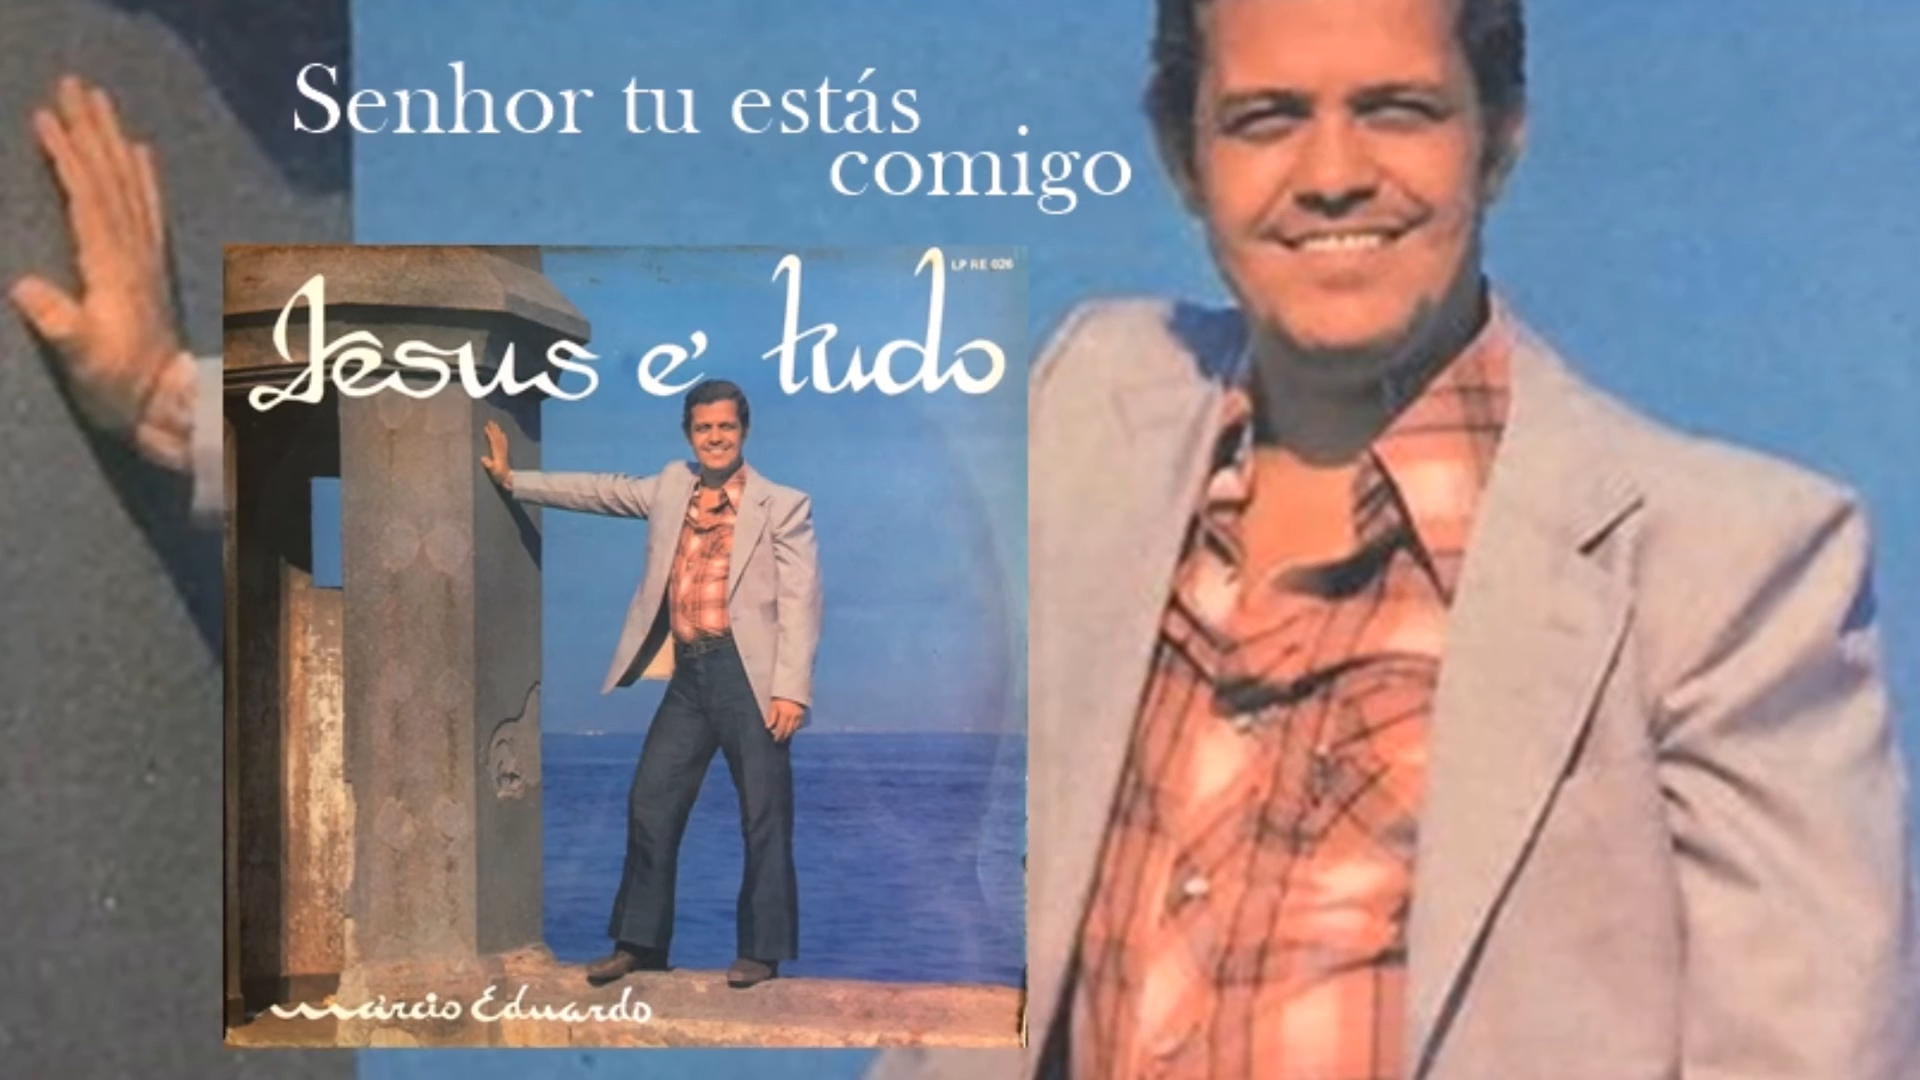 Senhor tu estás
comigo
LP RE 026
Jesus é tudo
Márcio Eduardo